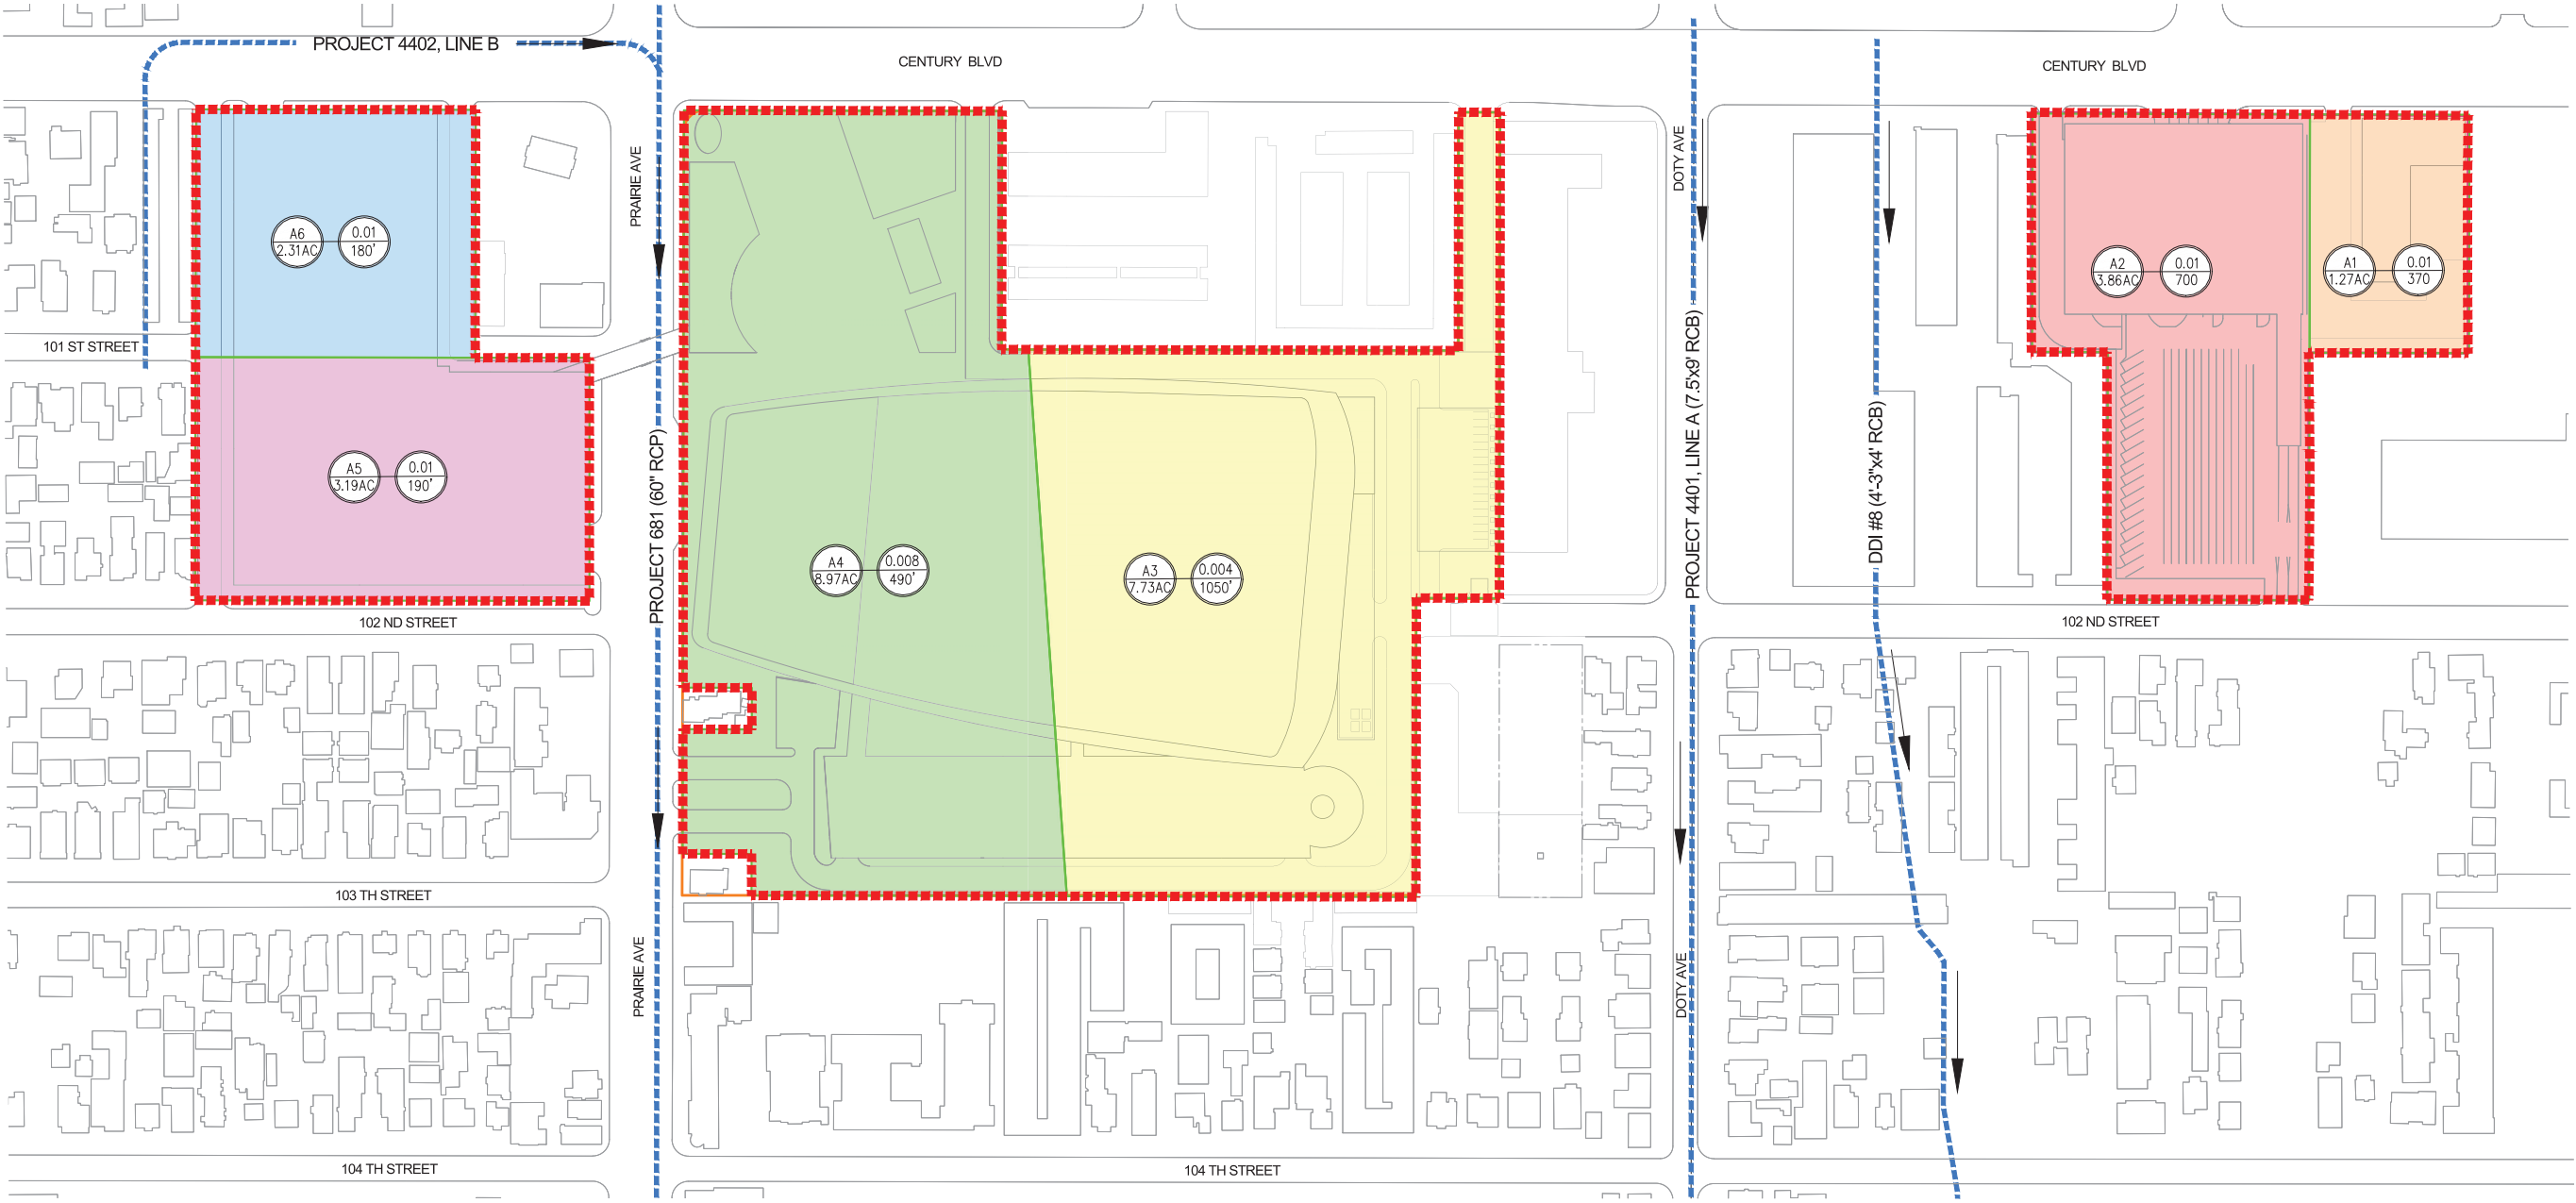 PROJECT 4402, LINE B
CENTURY BLVD
CENTURY BLVD
PRAIRIE AVE
DOTY AVE
A6
2.31AC
0.01
180'
A2
3.86AC
0.01
700
A1
1.27AC
0.01
370
101 ST STREET
PROJECT 681 (60" RCP)
PROJECT 4401, LINE A (7.5'x9' RCB)
DDI #8 (4'-3"x4' RCB)
A5
3.19AC
0.01
190'
A4
8.97AC
0.008
490'
A3
7.73AC
0.004
1050'
102 ND STREET
102 ND STREET
103 TH STREET
PRAIRIE AVE
DOTY AVE
104 TH STREET
104 TH STREET